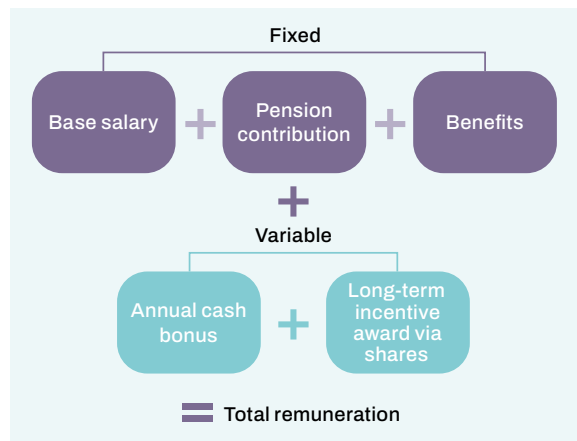 Fixed
Base salary
Pension
contribution
Benefits
Variable
Annual cash
bonus
Long-term
incentive
award via
shares
Total remuneration